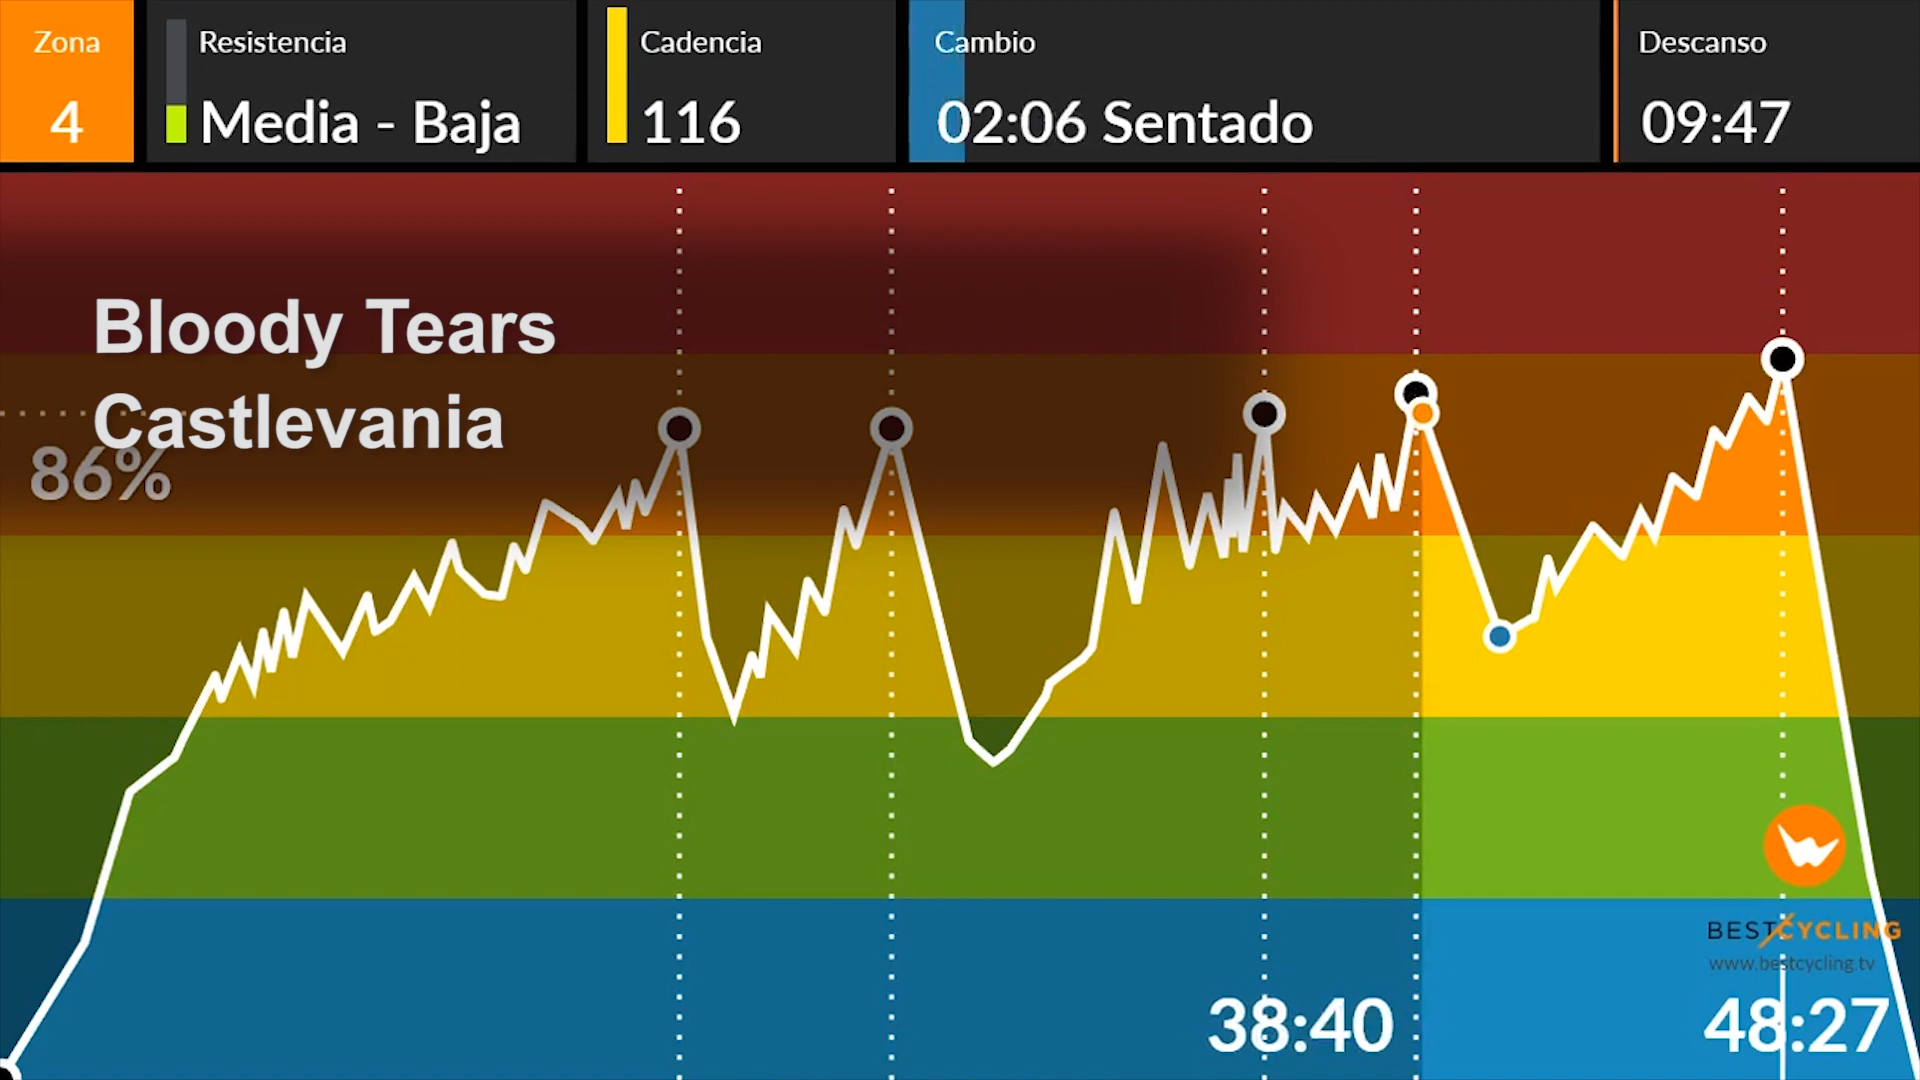 Zona
4
Resistencia
Media - Baja
Cadencia
116
Cambio
02:06 Sentado
Descanso
09:47
Bloody Tears
Castlevania
86%
BESTCYCLING
www.bestcycling.tv
38:40
48:27